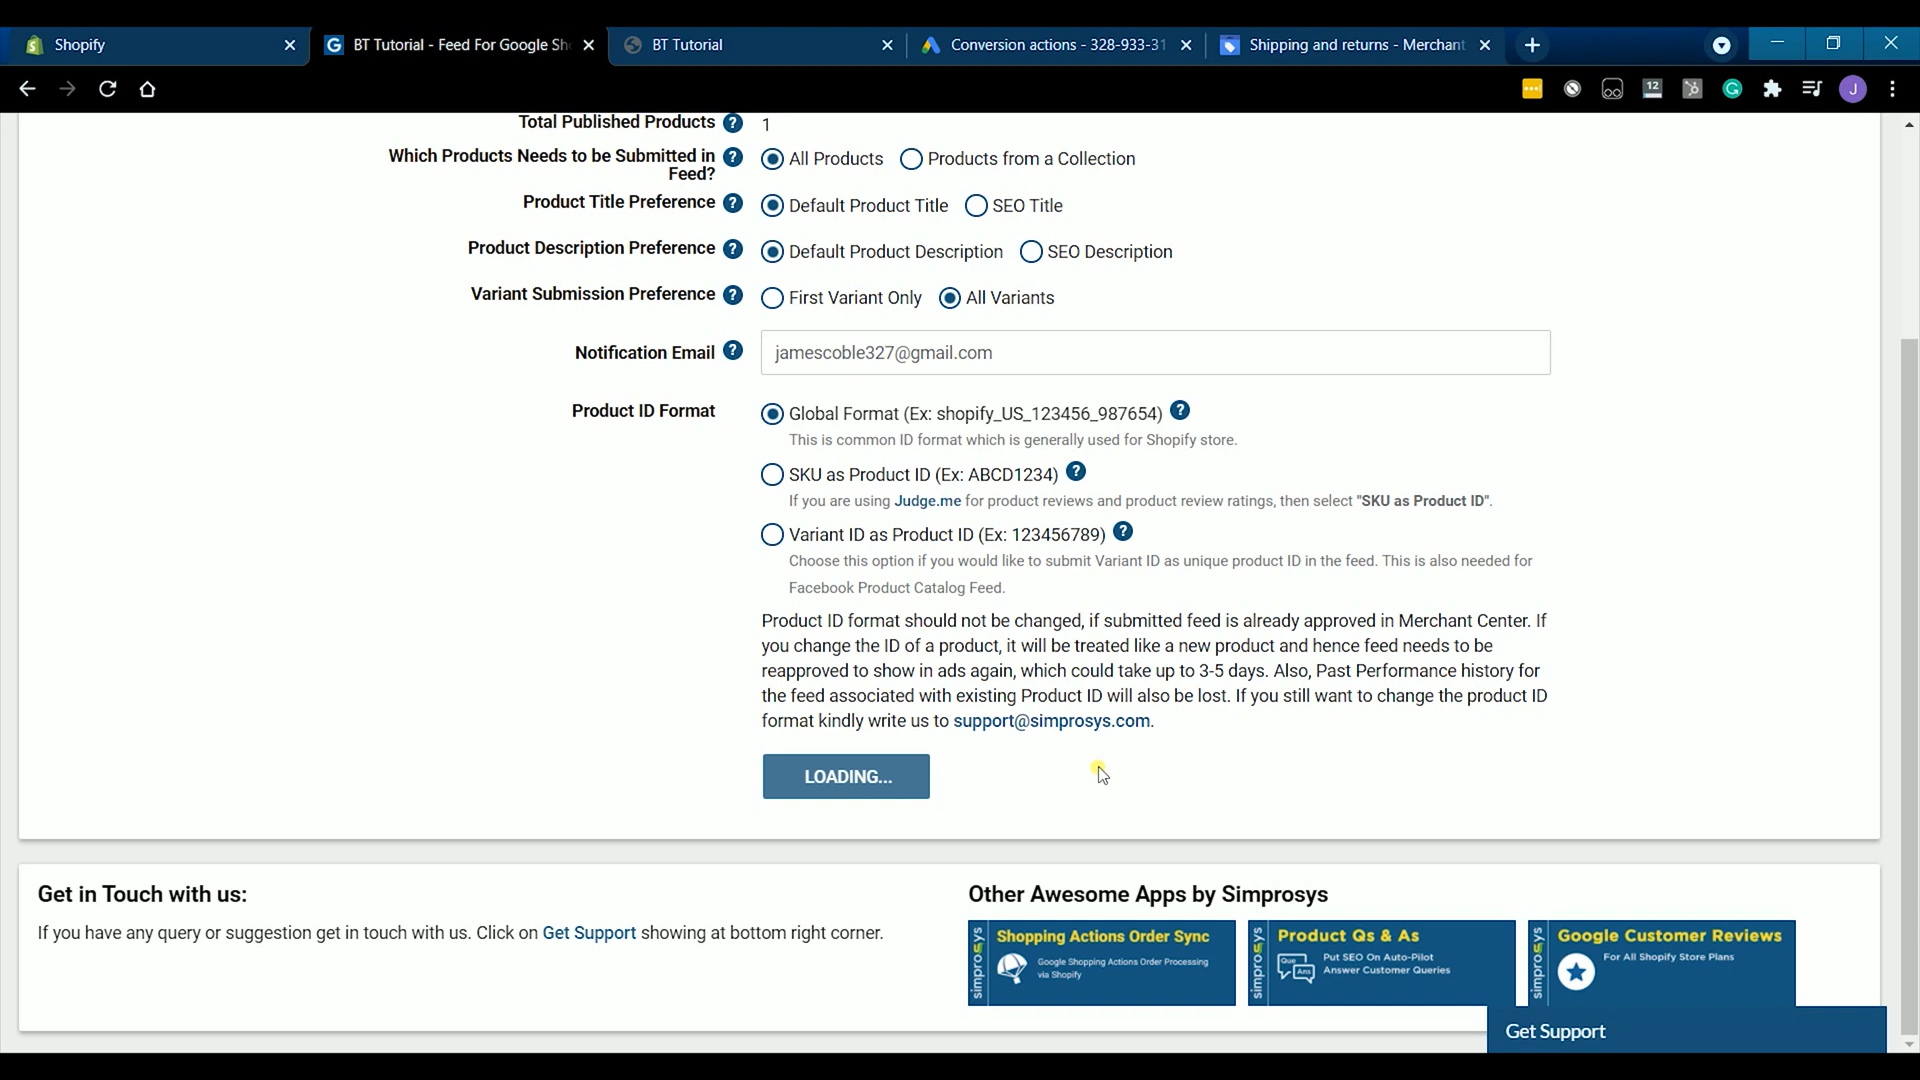 Shopify
BT Tutorial - Feed For Google Sh
BT Tutorial
Conversion actions - 328-933-31
Shipping and returns - Merchant
12
J
Total Published Products ? 1
Which Products Needs to be Submitted in ? All Products Products from a Collection
Feed?
Product Title Preference ? Default Product Title SEO Title
Product Description Preference ? Default Product Description SEO Description
Variant Submission Preference ? First Variant Only All Variants
Notification Email ? jamescoble327@gmail.com
Product ID Format Global Format (Ex: shopify_US_123456_987654) ?
This is common ID format which is generally used for Shopify store.
SKU as Product ID (Ex: ABCD1234) ?
If you are using Judge.me for product reviews and product review ratings, then select "SKU as Product ID".
Variant ID as Product ID (Ex: 123456789) ?
Choose this option if you would like to submit Variant ID as unique product ID in the feed. This is also needed for
Facebook Product Catalog Feed.
Product ID format should not be changed, if submitted feed is already approved in Merchant Center. If
you change the ID of a product, it will be treated like a new product and hence feed needs to be
reapproved to show in ads again, which could take up to 3-5 days. Also, Past Performance history for
the feed associated with existing Product ID will also be lost. If you still want to change the product ID
format kindly write us to support@simprosys.com.
LOADING...
Get in Touch with us:
If you have any query or suggestion get in touch with us. Click on Get Support showing at bottom right corner.
Other Awesome Apps by Simprosys
simprosys
Shopping Actions Order Sync
Google Shopping Actions Order Processing
via Shopify
simprosys
Product Qs & As
Que
Ans
Put SEO On Auto-Pilot
Answer Customer Queries
simprosys
Google Customer Reviews
For All Shopify Store Plans
Get Support